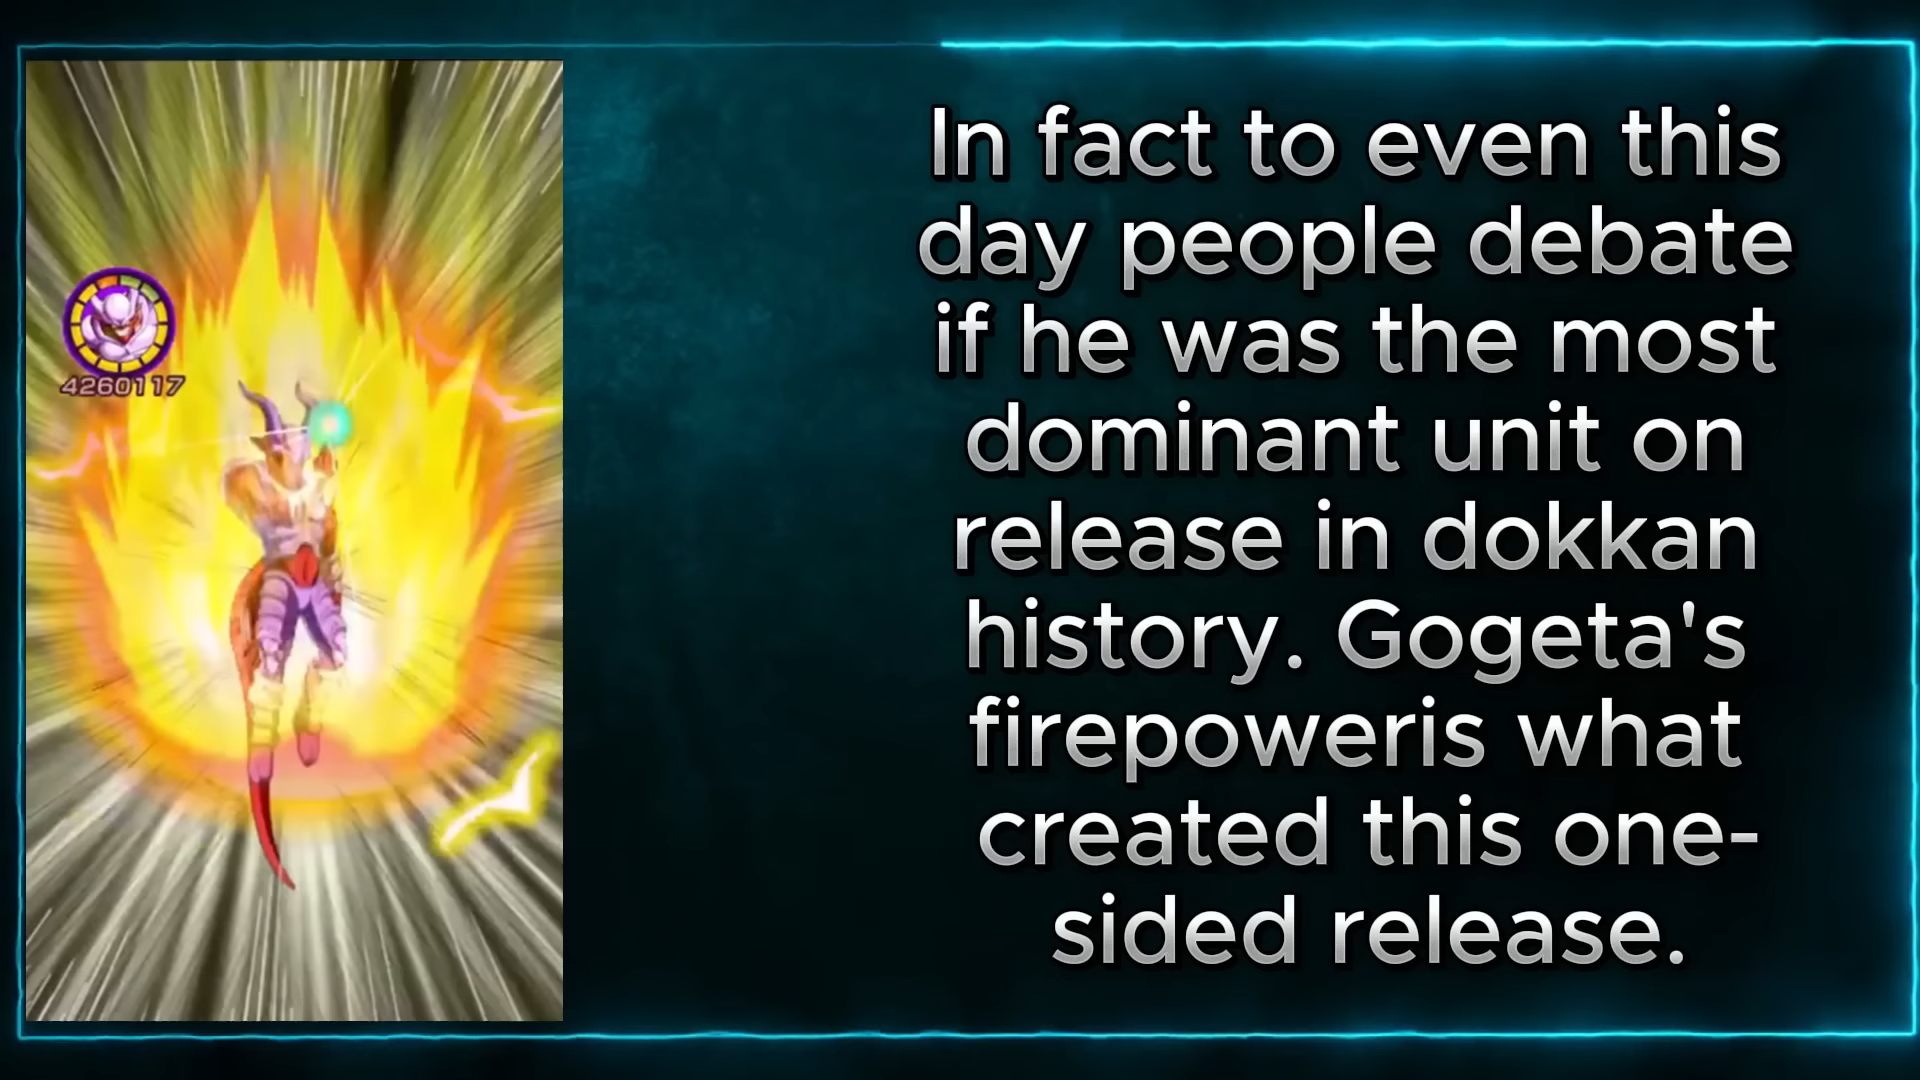 4260117
In fact to even this
day people debate
if he was the most
dominant unit on
release in dokkan
history. Gogeta's
firepoweris what
created this one-
sided release.